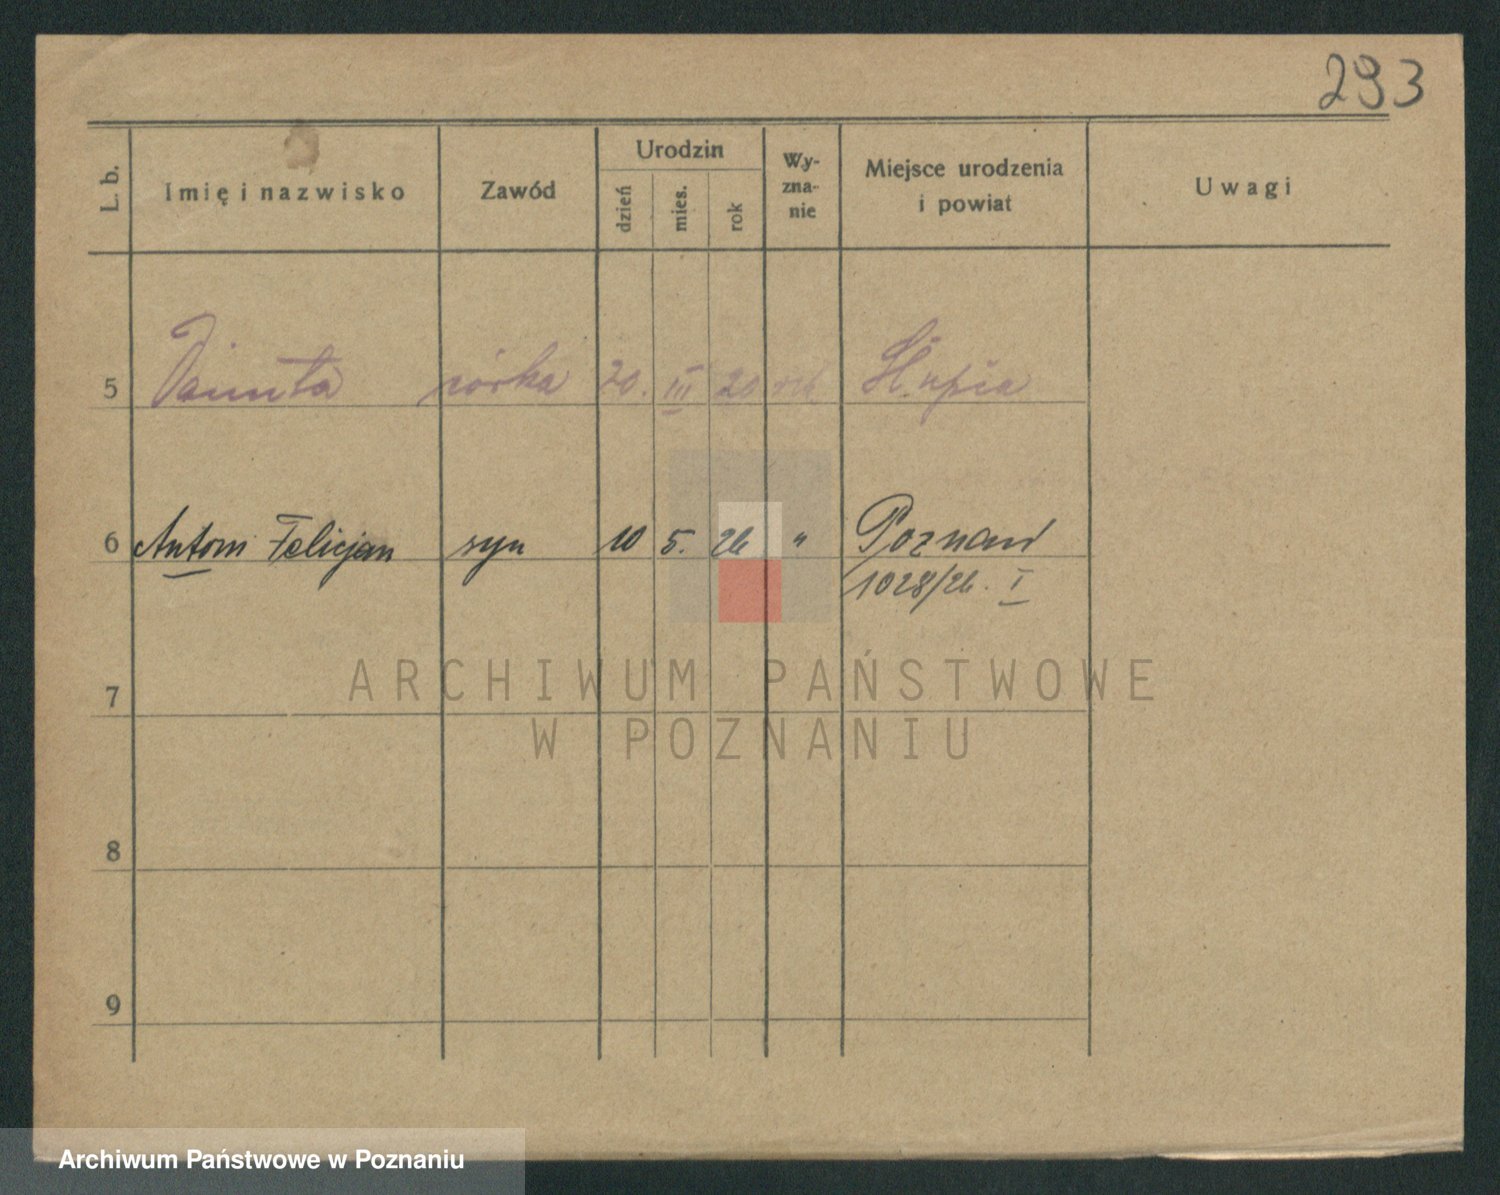 293
L. b.
Imię i nazwisko
Zawód
Urodzin
dzień
mies.
rok
Wy-
zna-
nie
Miejsce urodzenia
i powiat
Uwagi
5 Danuta córka 20. III 20 rzk. Słupia
6 Antoni Felicjan syn 10 5. 26 " Poznań
1028/26. I
7
8
9
ARCHIWUM PAŃSTWOWE
W POZNANIU
Archiwum Państwowe w Poznaniu